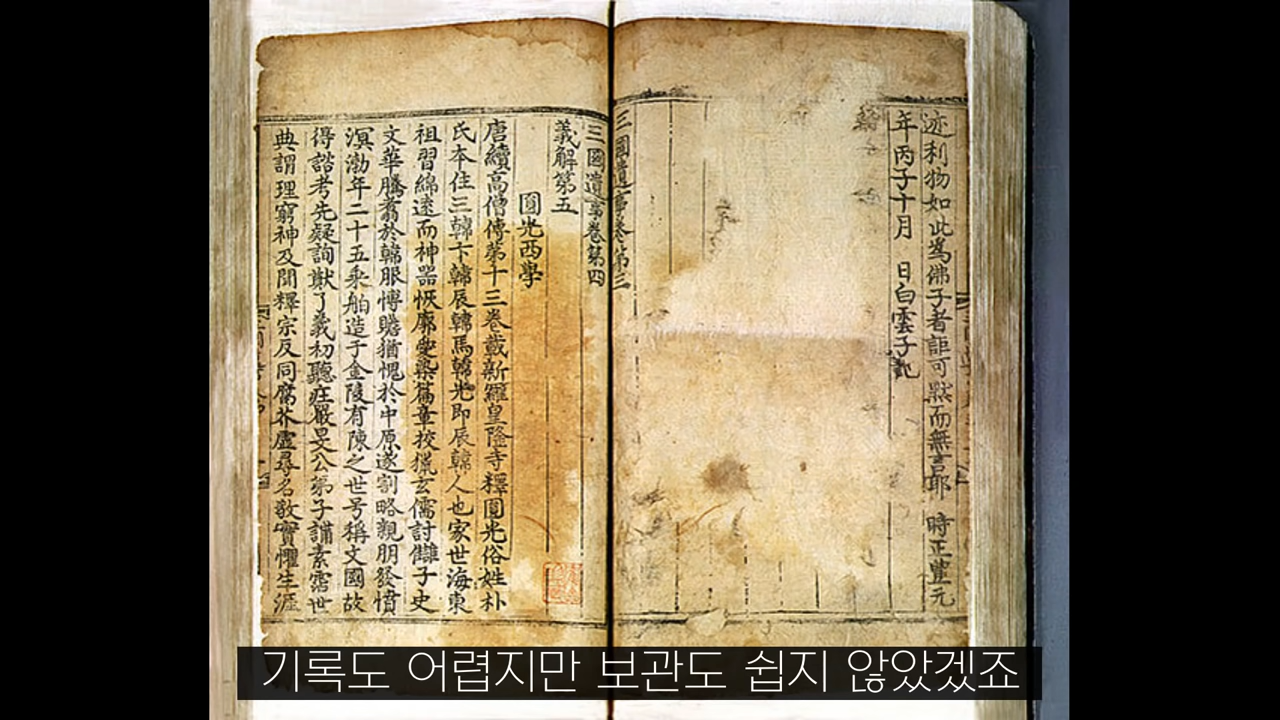 迹利物如此為佛子者詎可黙而無言耶 時正豐元
年丙子十月 日白雲子記
三國遺事卷第三
三國遺事卷第四
義解第五
圓光西學
唐續高僧傳第十三卷載新羅皇隆寺釋圓光俗姓朴
氏本住三韓卞韓辰韓馬韓光即辰韓人也家世海東
祖習綿遠而神器恢廓愛染篇章挍獵玄儒討讎子史
文華騰翥於韓服博贍猶愧於中原遂割略親朋發憤
溟渤年二十五乘舶造于金陵有陳之世号稱文國故
得諮考先疑詢猷了義初聽莊嚴旻公弟子講素霑世
典謂理窮神及聞釋宗反同腐芥虛尋名敎實懼生涯
기록도 어렵지만 보관도 쉽지 않았겠죠